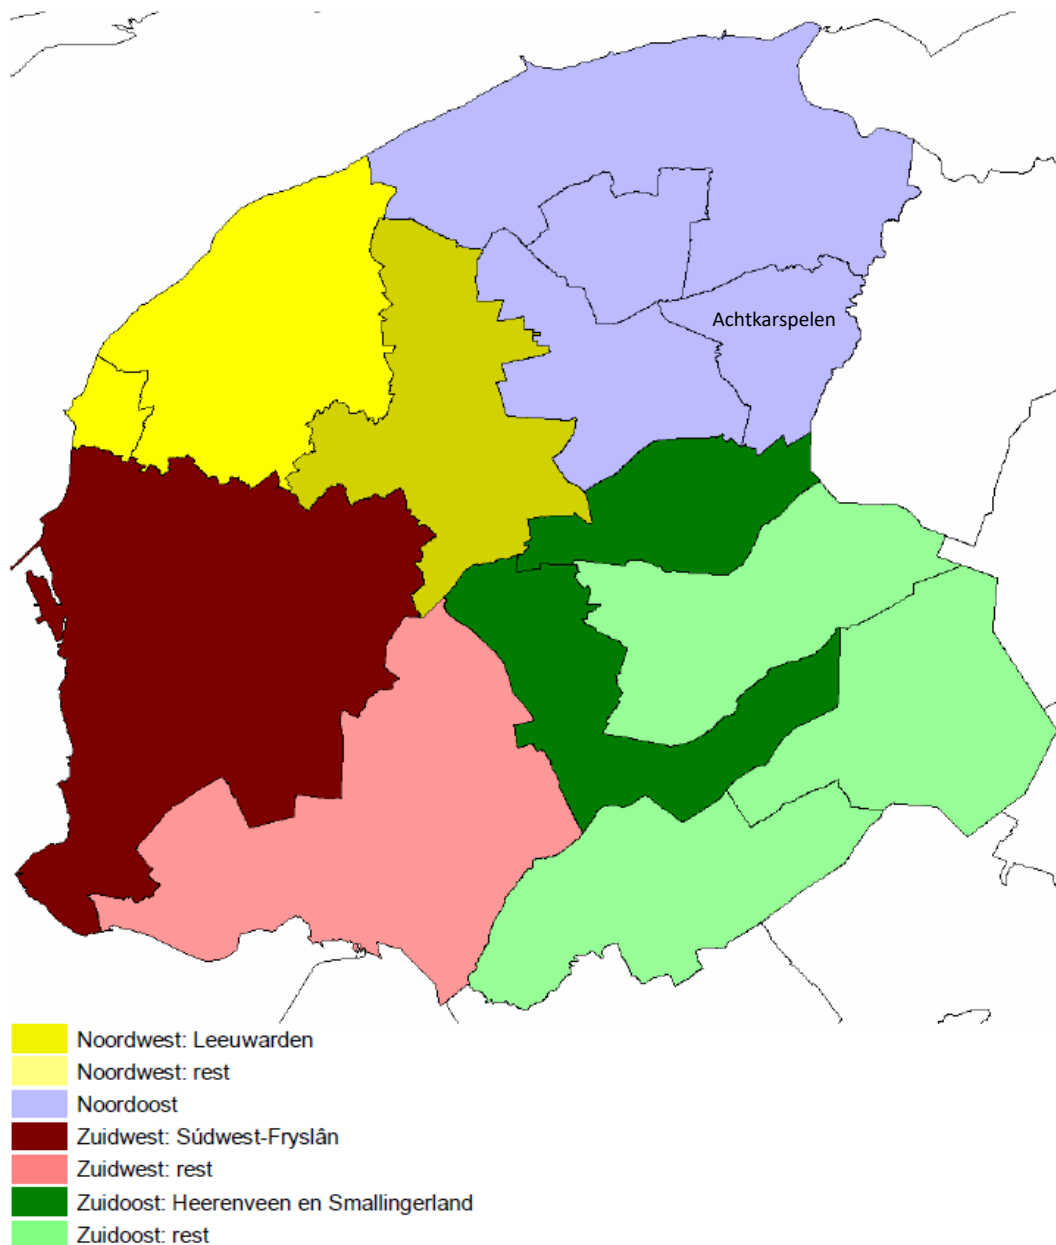 Achtkarspelen
Noordwest: Leeuwarden
Noordwest: rest
Noordoost
Zuidwest: Súdwest-Fryslân
Zuidwest: rest
Zuidoost: Heerenveen en Smallingerland
Zuidoost: rest